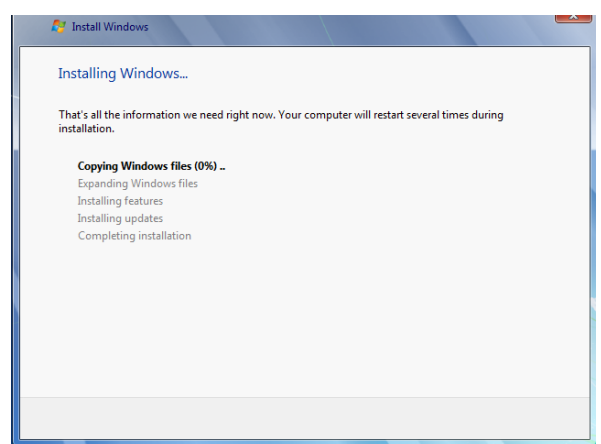 Install Windows
Installing Windows...
That's all the information we need right now. Your computer will restart several times during
installation.
Copying Windows files (0%) ..
Expanding Windows files
Installing features
Installing updates
Completing installation